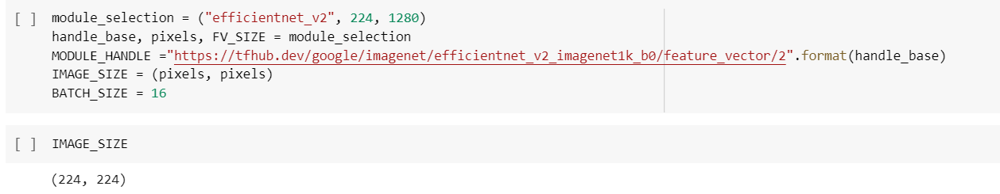 [ ] module_selection = ("efficientnet_v2", 224, 1280)
handle_base, pixels, FV_SIZE = module_selection
MODULE_HANDLE ="https://tfhub.dev/google/imagenet/efficientnet_v2_imagenet1k_b0/feature_vector/2".format(handle_base)
IMAGE_SIZE = (pixels, pixels)
BATCH_SIZE = 16
[ ] IMAGE_SIZE
(224, 224)